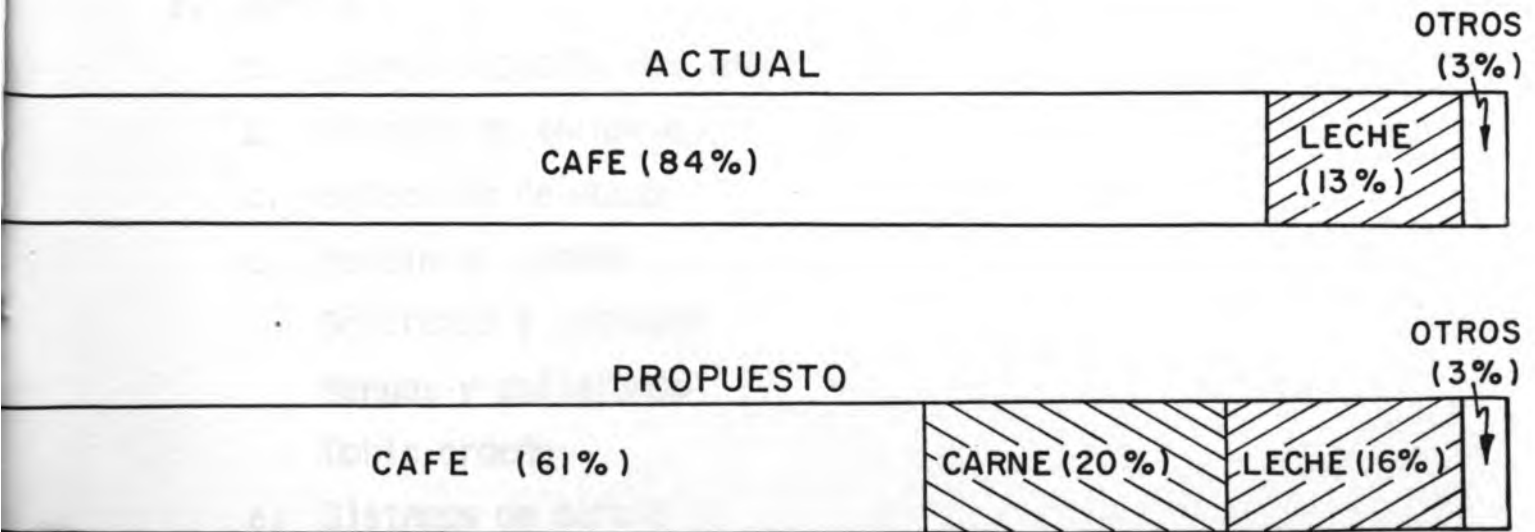 OTROS
(3%)
ACTUAL
CAFE (84%)
LECHE
(13%)
OTROS
(3%)
PROPUESTO
CAFE (61%)
CARNE (20%)
LECHE (16%)